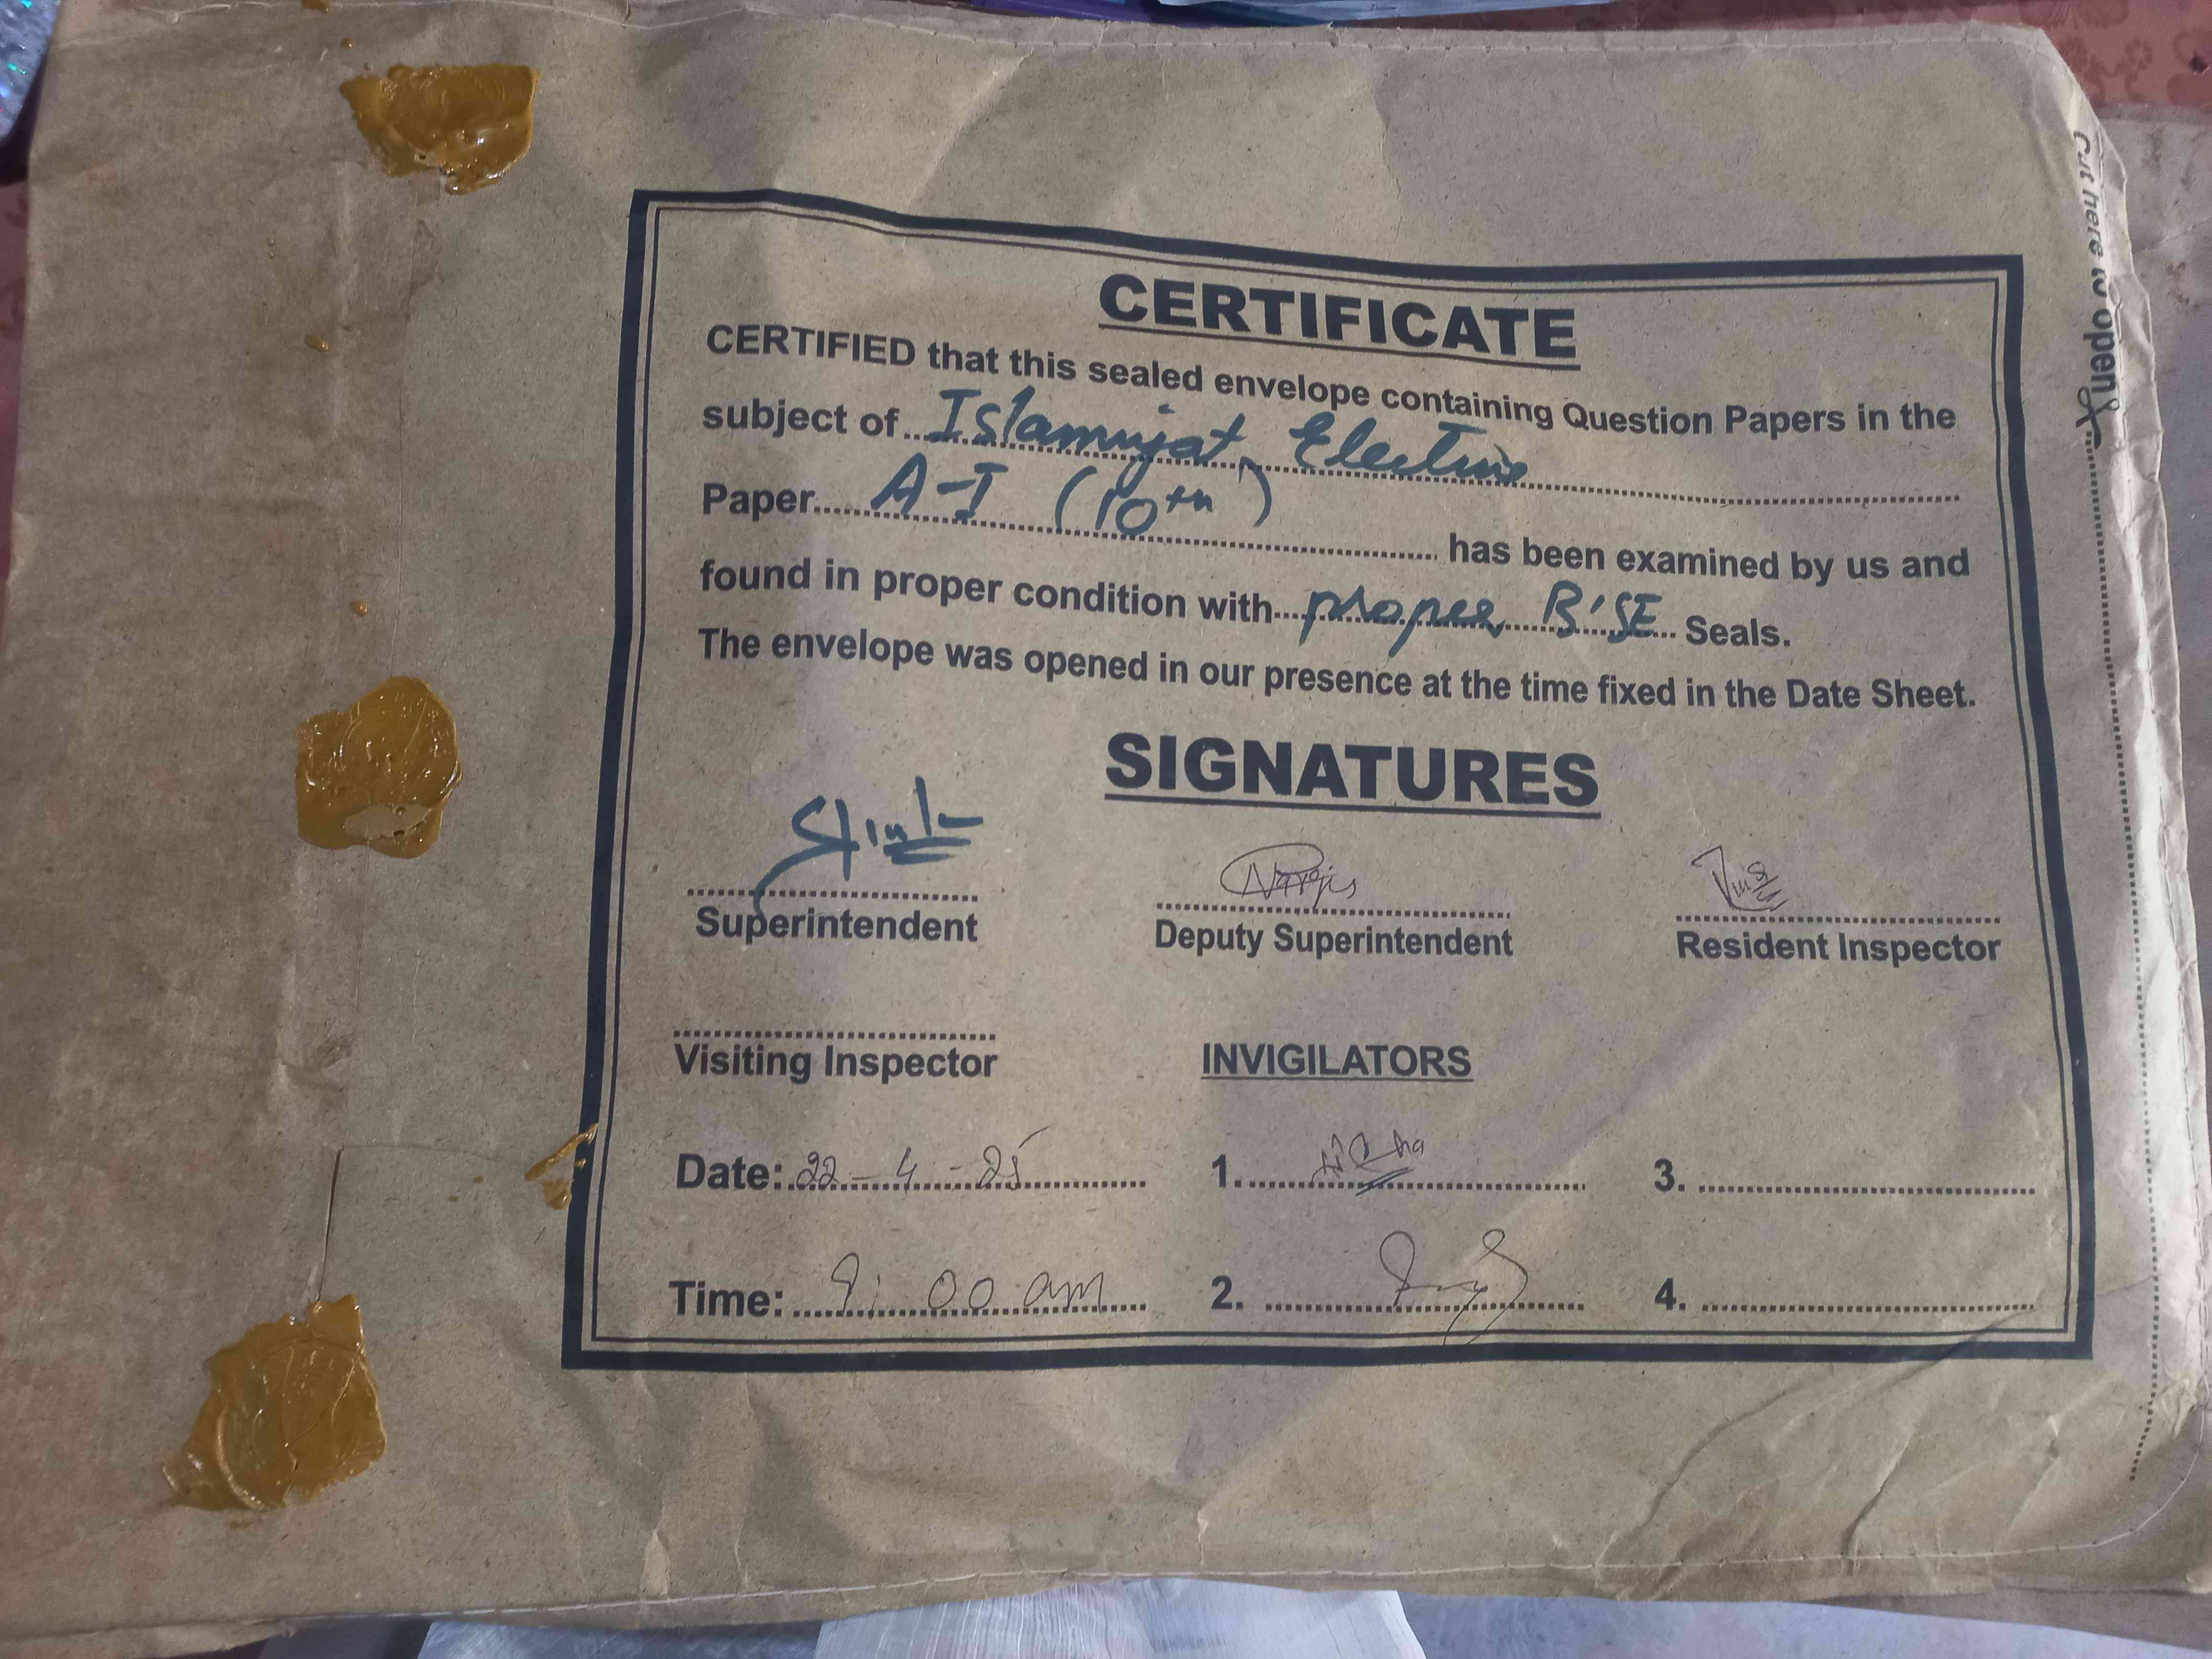 Cut here to open
CERTIFICATE
CERTIFIED that this sealed envelope containing Question Papers in the
subject of Islamujat Elective
Paper A-I (10th) has been examined by us and
found in proper condition with proper B'SE Seals.
The envelope was opened in our presence at the time fixed in the Date Sheet.
SIGNATURES
Superintendent
Nargis
Deputy Superintendent
Resident Inspector
Visiting Inspector
INVIGILATORS
Date: 22-4-25 1. 3.
Time: 9:00 am 2. 4.